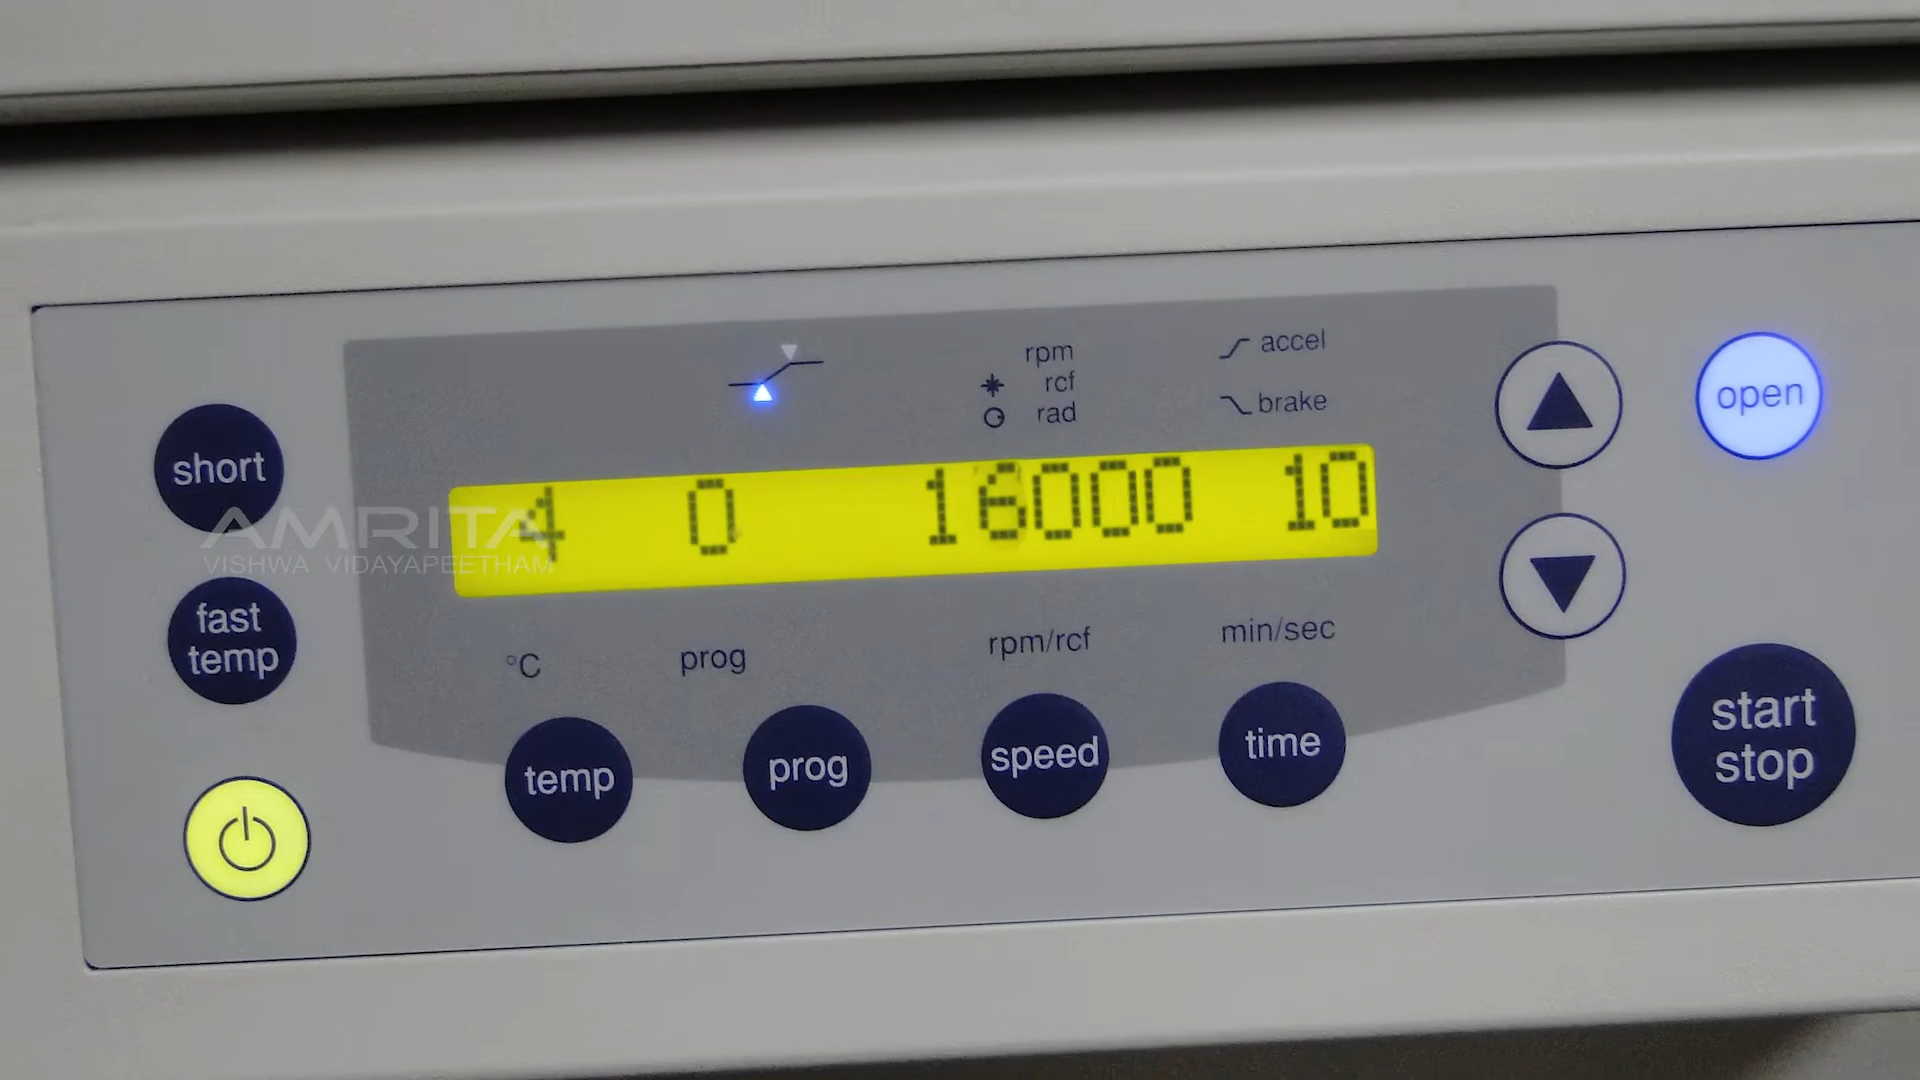 rpm
accel
rcf
rad
brake
open
short
4 0 16000 10
AMRITA
VISHWA VIDAYAPEETHAM
fast
temp
°C
prog
rpm/rcf
min/sec
temp
prog
speed
time
start
stop